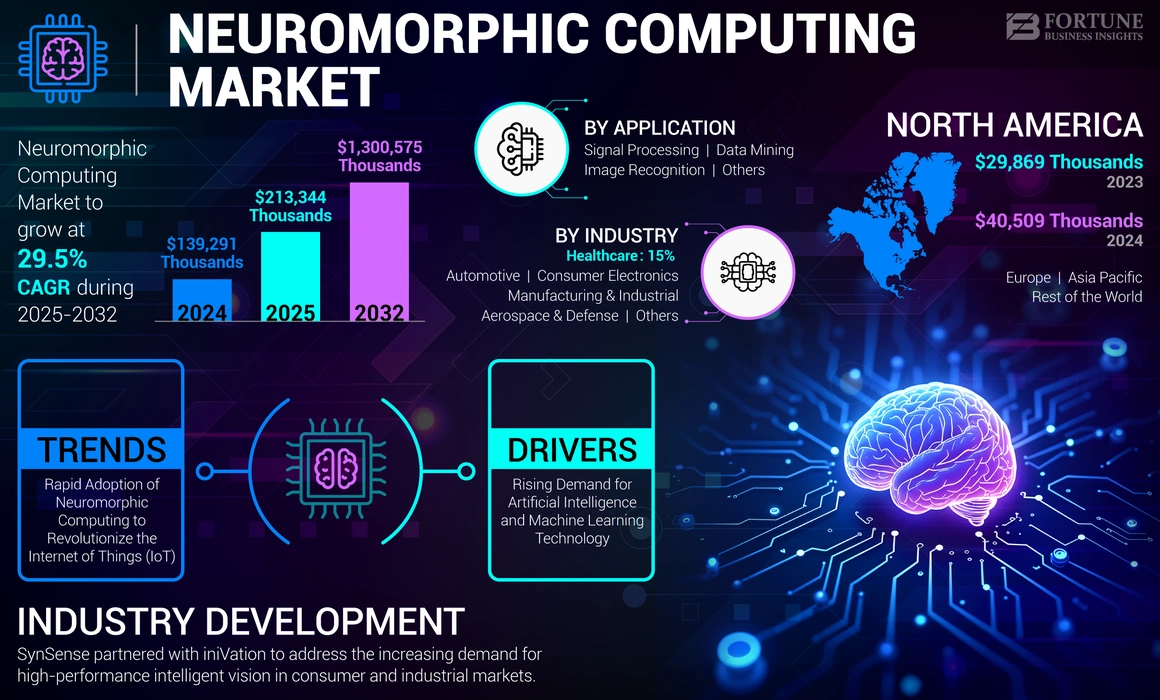 NEUROMORPHIC COMPUTING
MARKET
FORTUNE
BUSINESS INSIGHTS
Neuromorphic
Computing
Market to
grow at
29.5%
CAGR during
2025-2032
$139,291
Thousands
2024
$213,344
Thousands
2025
$1,300,575
Thousands
2032
BY APPLICATION
Signal Processing | Data Mining
Image Recognition | Others
BY INDUSTRY
Healthcare: 15%
Automotive | Consumer Electronics
Manufacturing & Industrial
Aerospace & Defense | Others
NORTH AMERICA
$29,869 Thousands
2023
$40,509 Thousands
2024
Europe | Asia Pacific
Rest of the World
TRENDS
Rapid Adoption of
Neuromorphic
Computing to
Revolutionize the
Internet of Things (IoT)
DRIVERS
Rising Demand for
Artificial Intelligence
and Machine Learning
Technology
INDUSTRY DEVELOPMENT
SynSense partnered with iniVation to address the increasing demand for
high-performance intelligent vision in consumer and industrial markets.